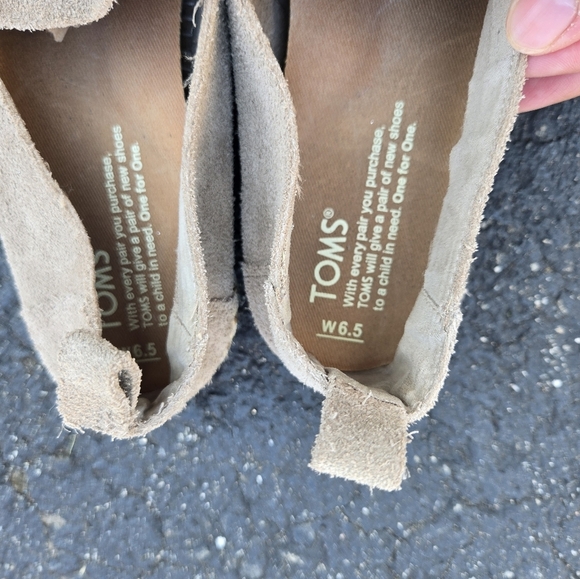 TOMS
With every pair you purchase,
TOMS will give a pair of new shoes
to a child in need. One for One.
W6.5
TOMS®
With every pair you purchase,
TOMS will give a pair of new shoes
to a child in need. One for One.
W6.5